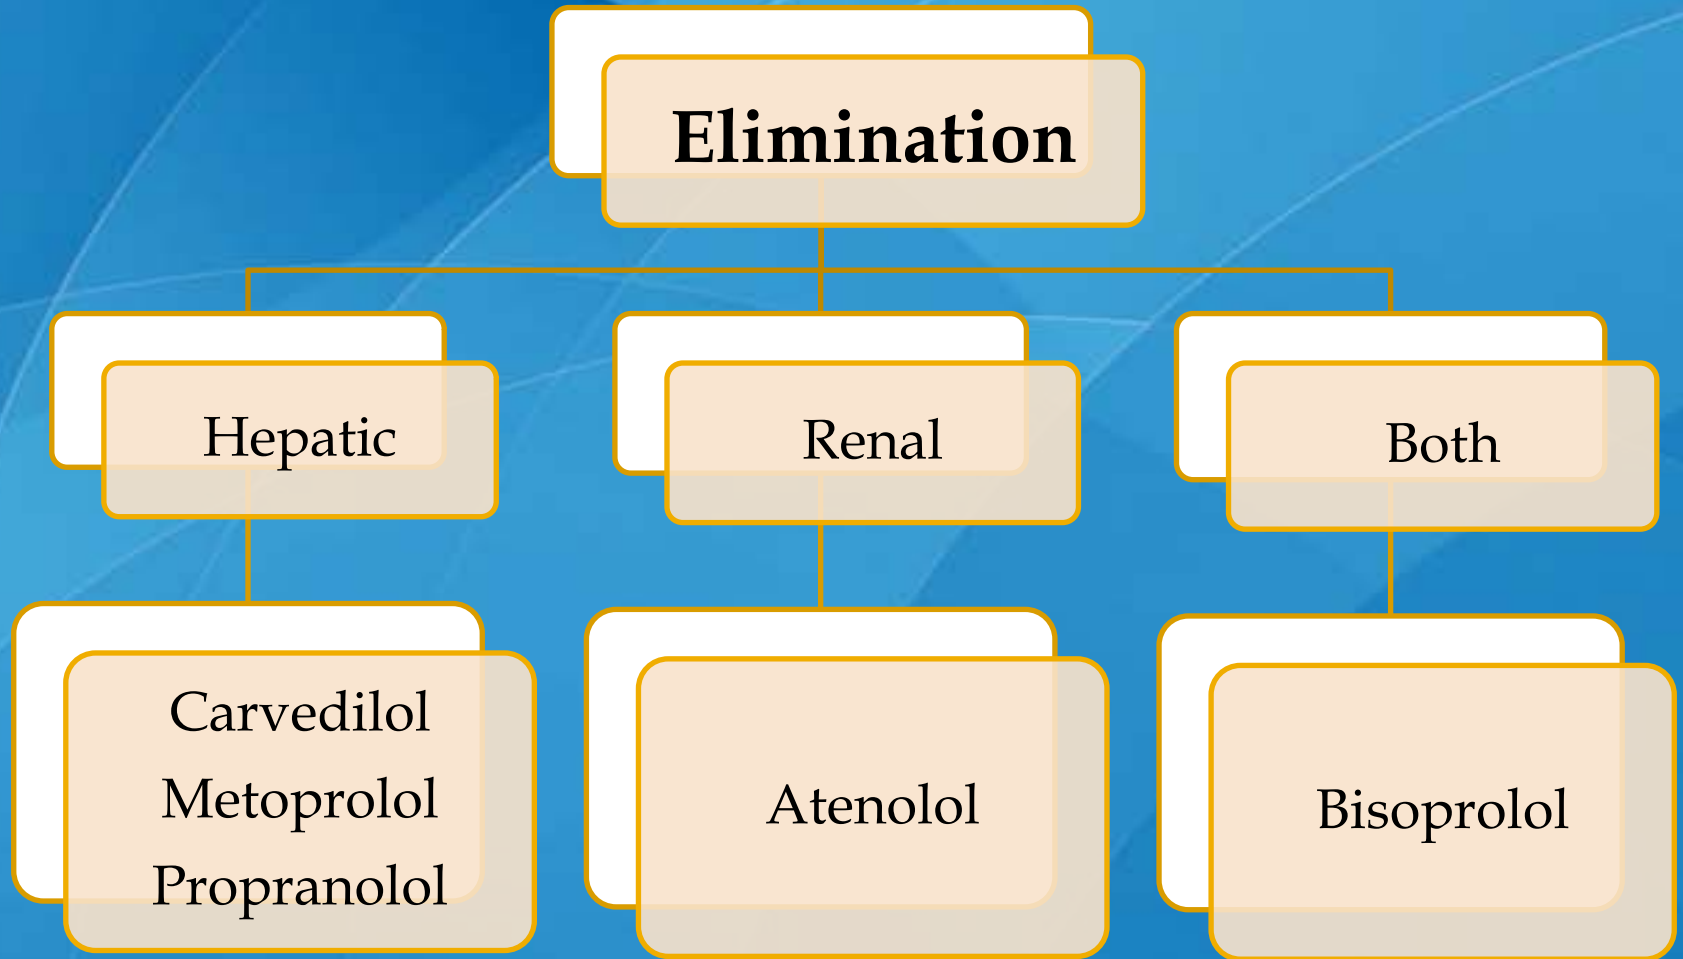 Elimination
Hepatic
Renal
Both
Carvedilol
Metoprolol
Propranolol
Atenolol
Bisoprolol